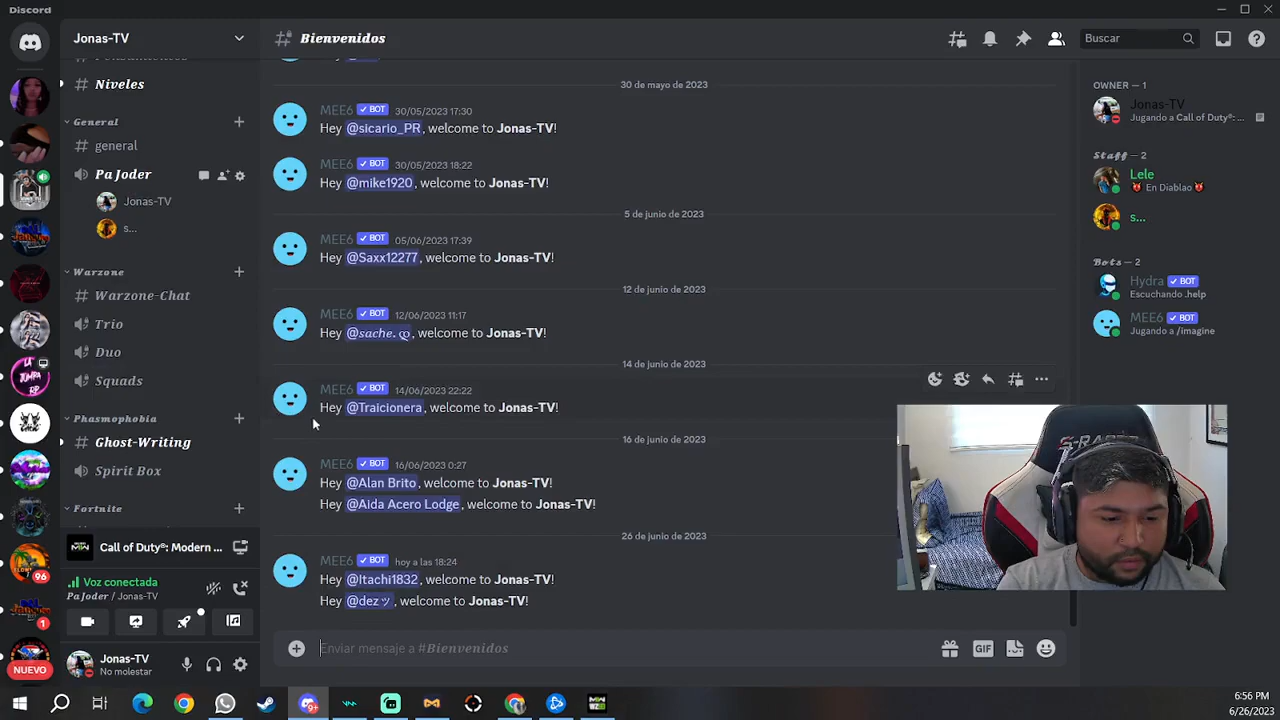 Discord
Jonas-TV
Bienvenidos
Buscar
Niveles
General
general
Pa Joder
Jonas-TV
s...
Warzone
Warzone-Chat
Trio
Duo
Squads
Phasmophobia
Ghost-Writing
Spirit Box
Fortnite
Call of Duty®: Modern ...
Voz conectada
Pa Joder / Jonas-TV
Jonas-TV
No molestar
96
1
NUEVO
30 de mayo de 2023
MEE6 BOT 30/05/2023 17:30
Hey @sicario_PR, welcome to Jonas-TV!
MEE6 BOT 30/05/2023 18:22
Hey @mike1920, welcome to Jonas-TV!
5 de junio de 2023
MEE6 BOT 05/06/2023 17:39
Hey @Saxx12277, welcome to Jonas-TV!
12 de junio de 2023
MEE6 BOT 12/06/2023 11:17
Hey @sache.ღ, welcome to Jonas-TV!
14 de junio de 2023
MEE6 BOT 14/06/2023 22:22
Hey @Traicionera, welcome to Jonas-TV!
16 de junio de 2023
MEE6 BOT 16/06/2023 0:27
Hey @Alan Brito, welcome to Jonas-TV!
Hey @Aida Acero Lodge, welcome to Jonas-TV!
26 de junio de 2023
MEE6 BOT hoy a las 18:24
Hey @Itachi1832, welcome to Jonas-TV!
Hey @dezツ, welcome to Jonas-TV!
Enviar mensaje a #Bienvenidos
GIF
OWNER — 1
Jonas-TV
Jugando a Call of Duty®: ...
Staff — 2
Lele
En Diablao
s...
Bots — 2
Hydra BOT
Escuchando .help
MEE6 BOT
Jugando a /imagine
9+
6:56 PM
6/26/2023